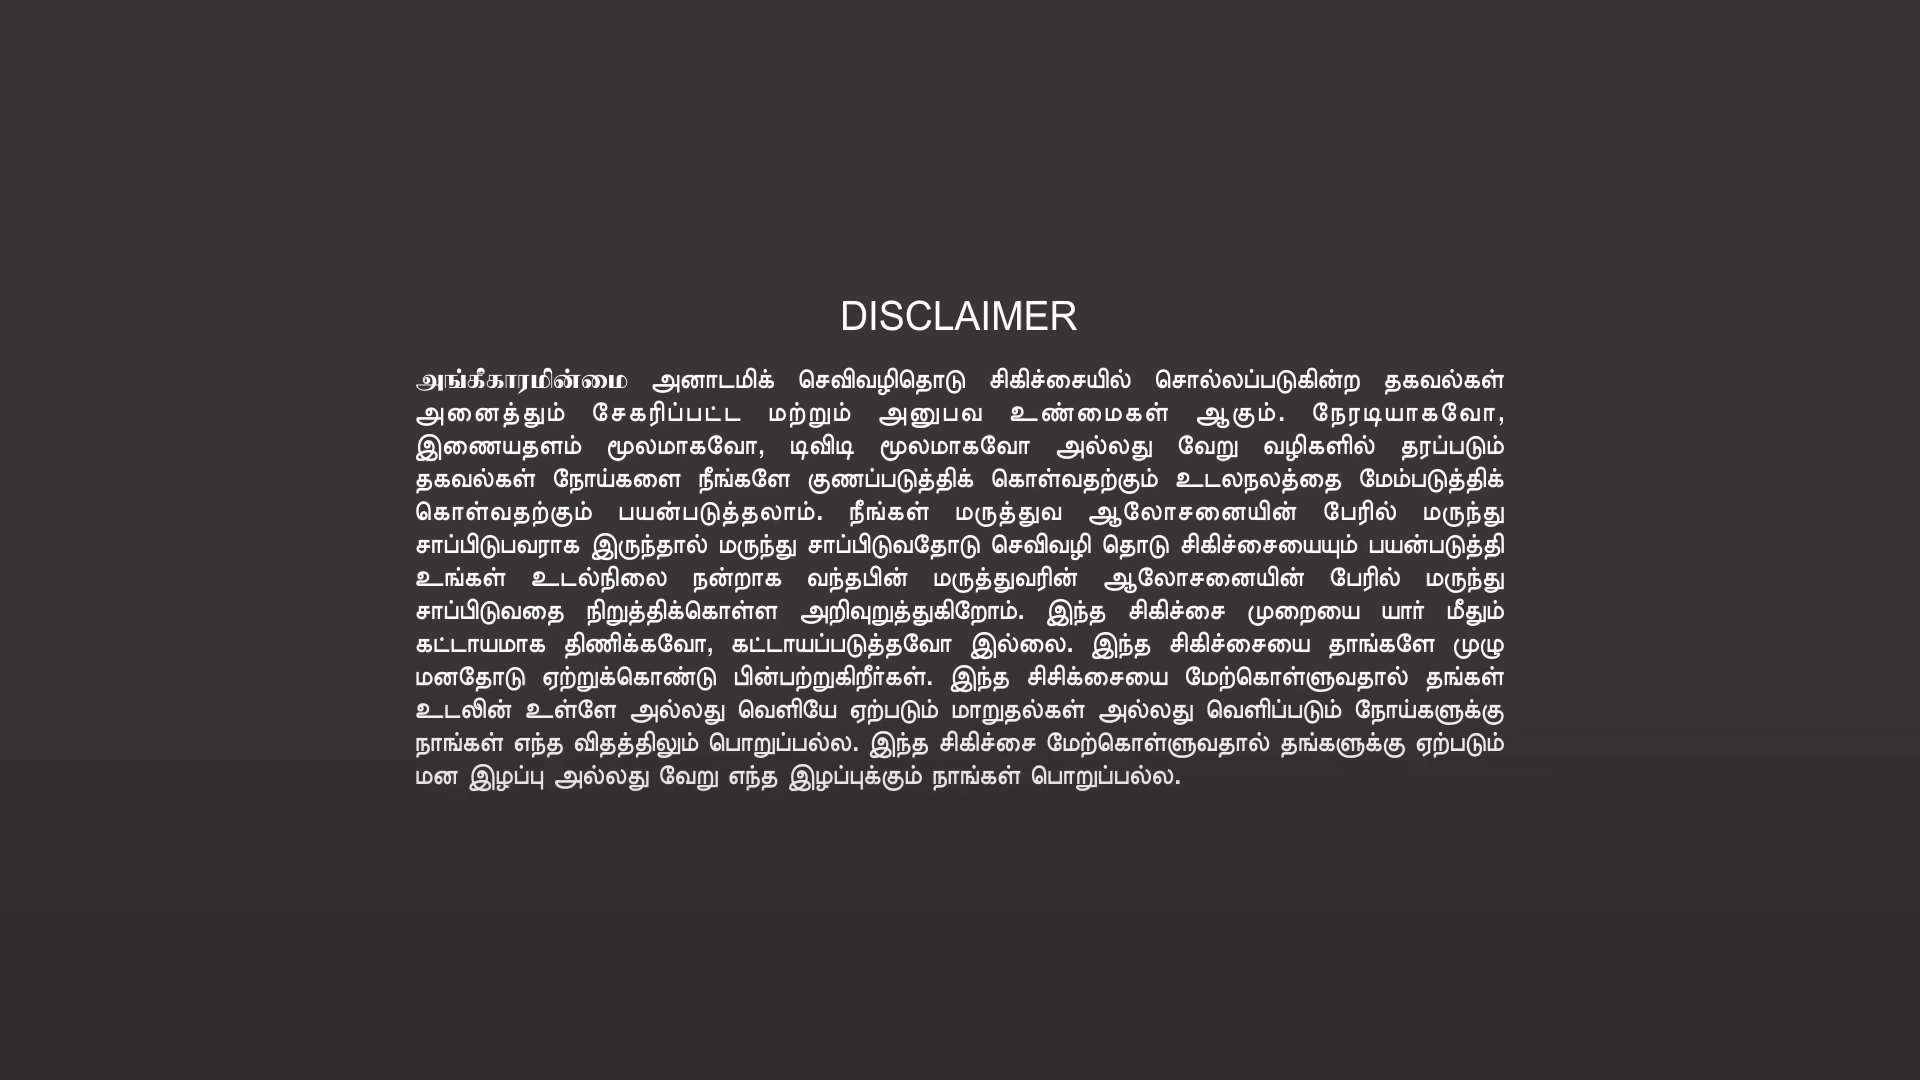 DISCLAIMER
அங்கீகாரமின்மை அனாடமிக் செவிவழிதொடு சிகிச்சையில் சொல்லப்படுகின்ற தகவல்கள்
அனைத்தும் சேகரிப்பட்ட மற்றும் அனுபவ உண்மைகள் ஆகும். நேரடியாகவோ,
இணையதளம் மூலமாகவோ, டிவிடி மூலமாகவோ அல்லது வேறு வழிகளில் தரப்படும்
தகவல்கள் நோய்களை நீங்களே குணப்படுத்திக் கொள்வதற்கும் உடலநலத்தை மேம்படுத்திக்
கொள்வதற்கும் பயன்படுத்தலாம். நீங்கள் மருத்துவ ஆலோசனையின் பேரில் மருந்து
சாப்பிடுபவராக இருந்தால் மருந்து சாப்பிடுவதோடு செவிவழி தொடு சிகிச்சையையும் பயன்படுத்தி
உங்கள் உடல்நிலை நன்றாக வந்தபின் மருத்துவரின் ஆலோசனையின் பேரில் மருந்து
சாப்பிடுவதை நிறுத்திக்கொள்ள அறிவுறுத்துகிறோம். இந்த சிகிச்சை முறையை யார் மீதும்
கட்டாயமாக திணிக்கவோ, கட்டாயப்படுத்தவோ இல்லை. இந்த சிகிச்சையை தாங்களே முழு
மனதோடு ஏற்றுக்கொண்டு பின்பற்றுகிறீர்கள். இந்த சிசிக்சையை மேற்கொள்ளுவதால் தங்கள்
உடலின் உள்ளே அல்லது வெளியே ஏற்படும் மாறுதல்கள் அல்லது வெளிப்படும் நோய்களுக்கு
நாங்கள் எந்த விதத்திலும் பொறுப்பல்ல. இந்த சிகிச்சை மேற்கொள்ளுவதால் தங்களுக்கு ஏற்படும்
மன இழப்பு அல்லது வேறு எந்த இழப்புக்கும் நாங்கள் பொறுப்பல்ல.